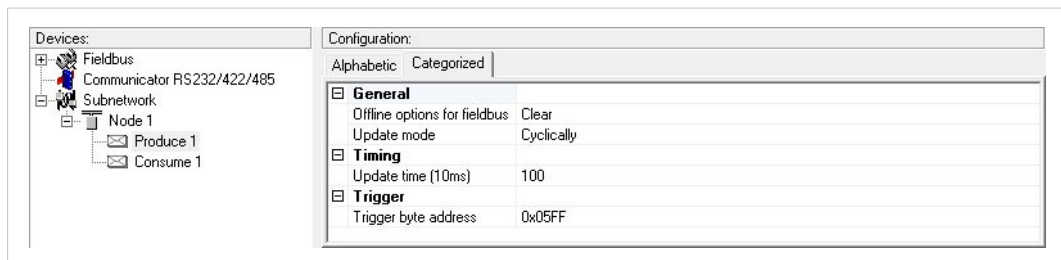 Devices:
Fieldbus
Communicator RS232/422/485
Subnetwork
Node 1
Produce 1
Consume 1
Configuration:
Alphabetic Categorized
General
Offline options for fieldbus Clear
Update mode Cyclically
Timing
Update time (10ms) 100
Trigger
Trigger byte address 0x05FF